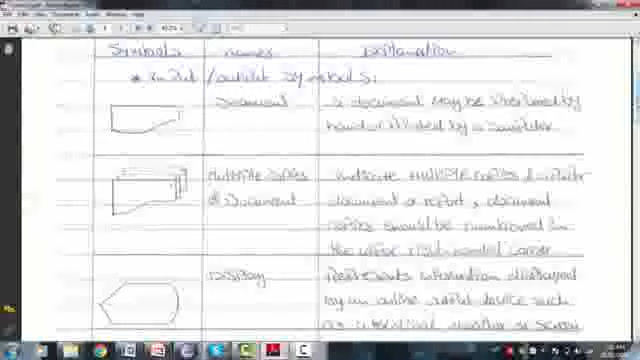 Symbols names explanation
* input / output symbols:
Document
a document may be prepared by
hand or printed by a computer
multiple copies
of Document
indicate multiple copies of
document or report, document
copies should be numbered in
the upper right-handed corner
Display
Represents information displayed
by an online output device such
as a terminal monitor or screen